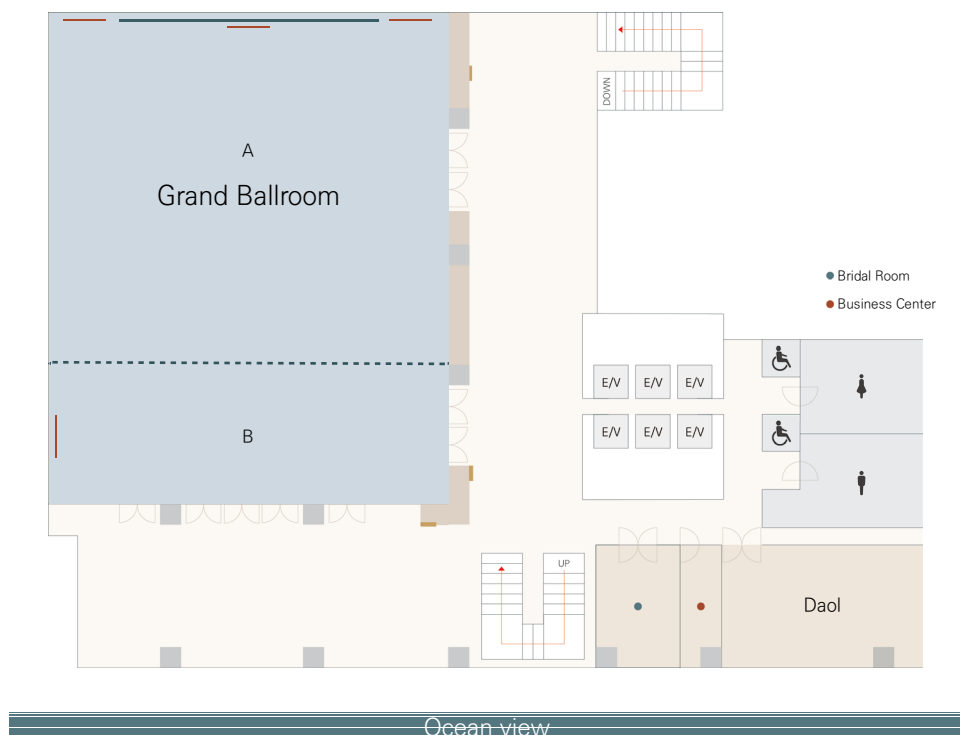 DOWN
A
Grand Ballroom
Bridal Room
Business Center
E/V E/V E/V
E/V E/V E/V
B
UP
Daol
Ocean view